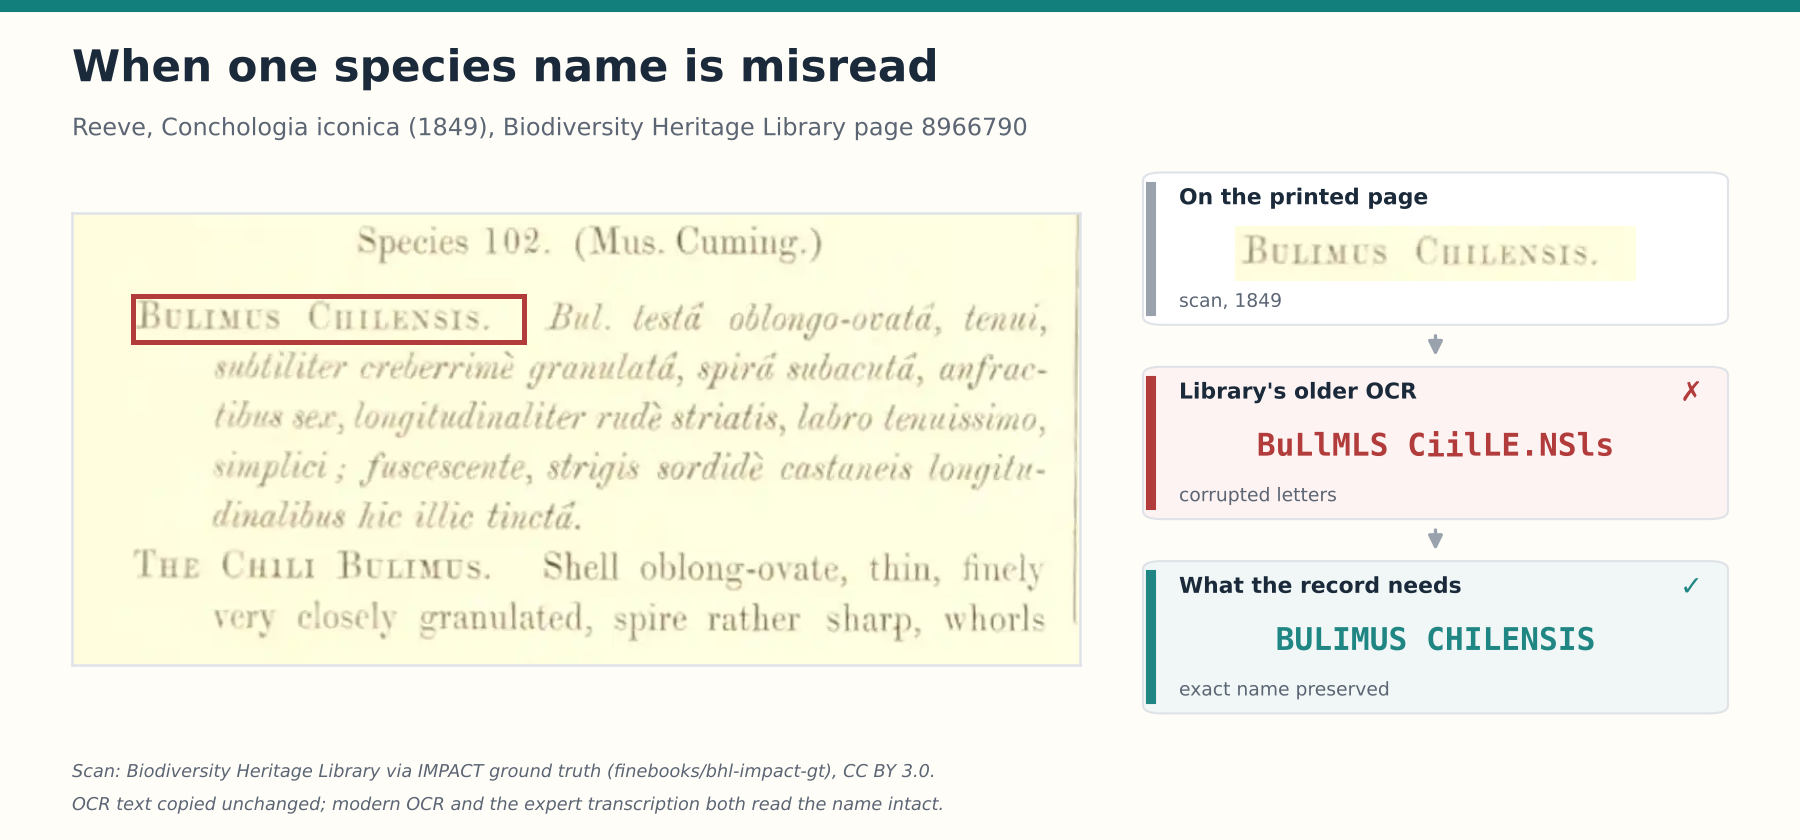 When one species name is misread
Reeve, Conchologia iconica (1849), Biodiversity Heritage Library page 8966790
Species 102. (Mus. Cuming.)
BULIMUS CHILENSIS. Bul. testâ oblongo-ovatâ, tenui,
subtiliter creberrimè granulatâ, spirâ subacutâ, anfrac-
tibus sex, longitudinaliter rudè striatis, labro tenuissimo,
simplici; fuscescente, strigis sordidè castaneis longitu-
dinalibus hic illic tinctâ.
THE CHILI BULIMUS. Shell oblong-ovate, thin, finely
very closely granulated, spire rather sharp, whorls
On the printed page
BULIMUS CHILENSIS.
scan, 1849
Library's older OCR ✗
BuLlMLS CiilLE.NSls
corrupted letters
What the record needs ✓
BULIMUS CHILENSIS
exact name preserved
Scan: Biodiversity Heritage Library via IMPACT ground truth (finebooks/bhl-impact-gt), CC BY 3.0.
OCR text copied unchanged; modern OCR and the expert transcription both read the name intact.